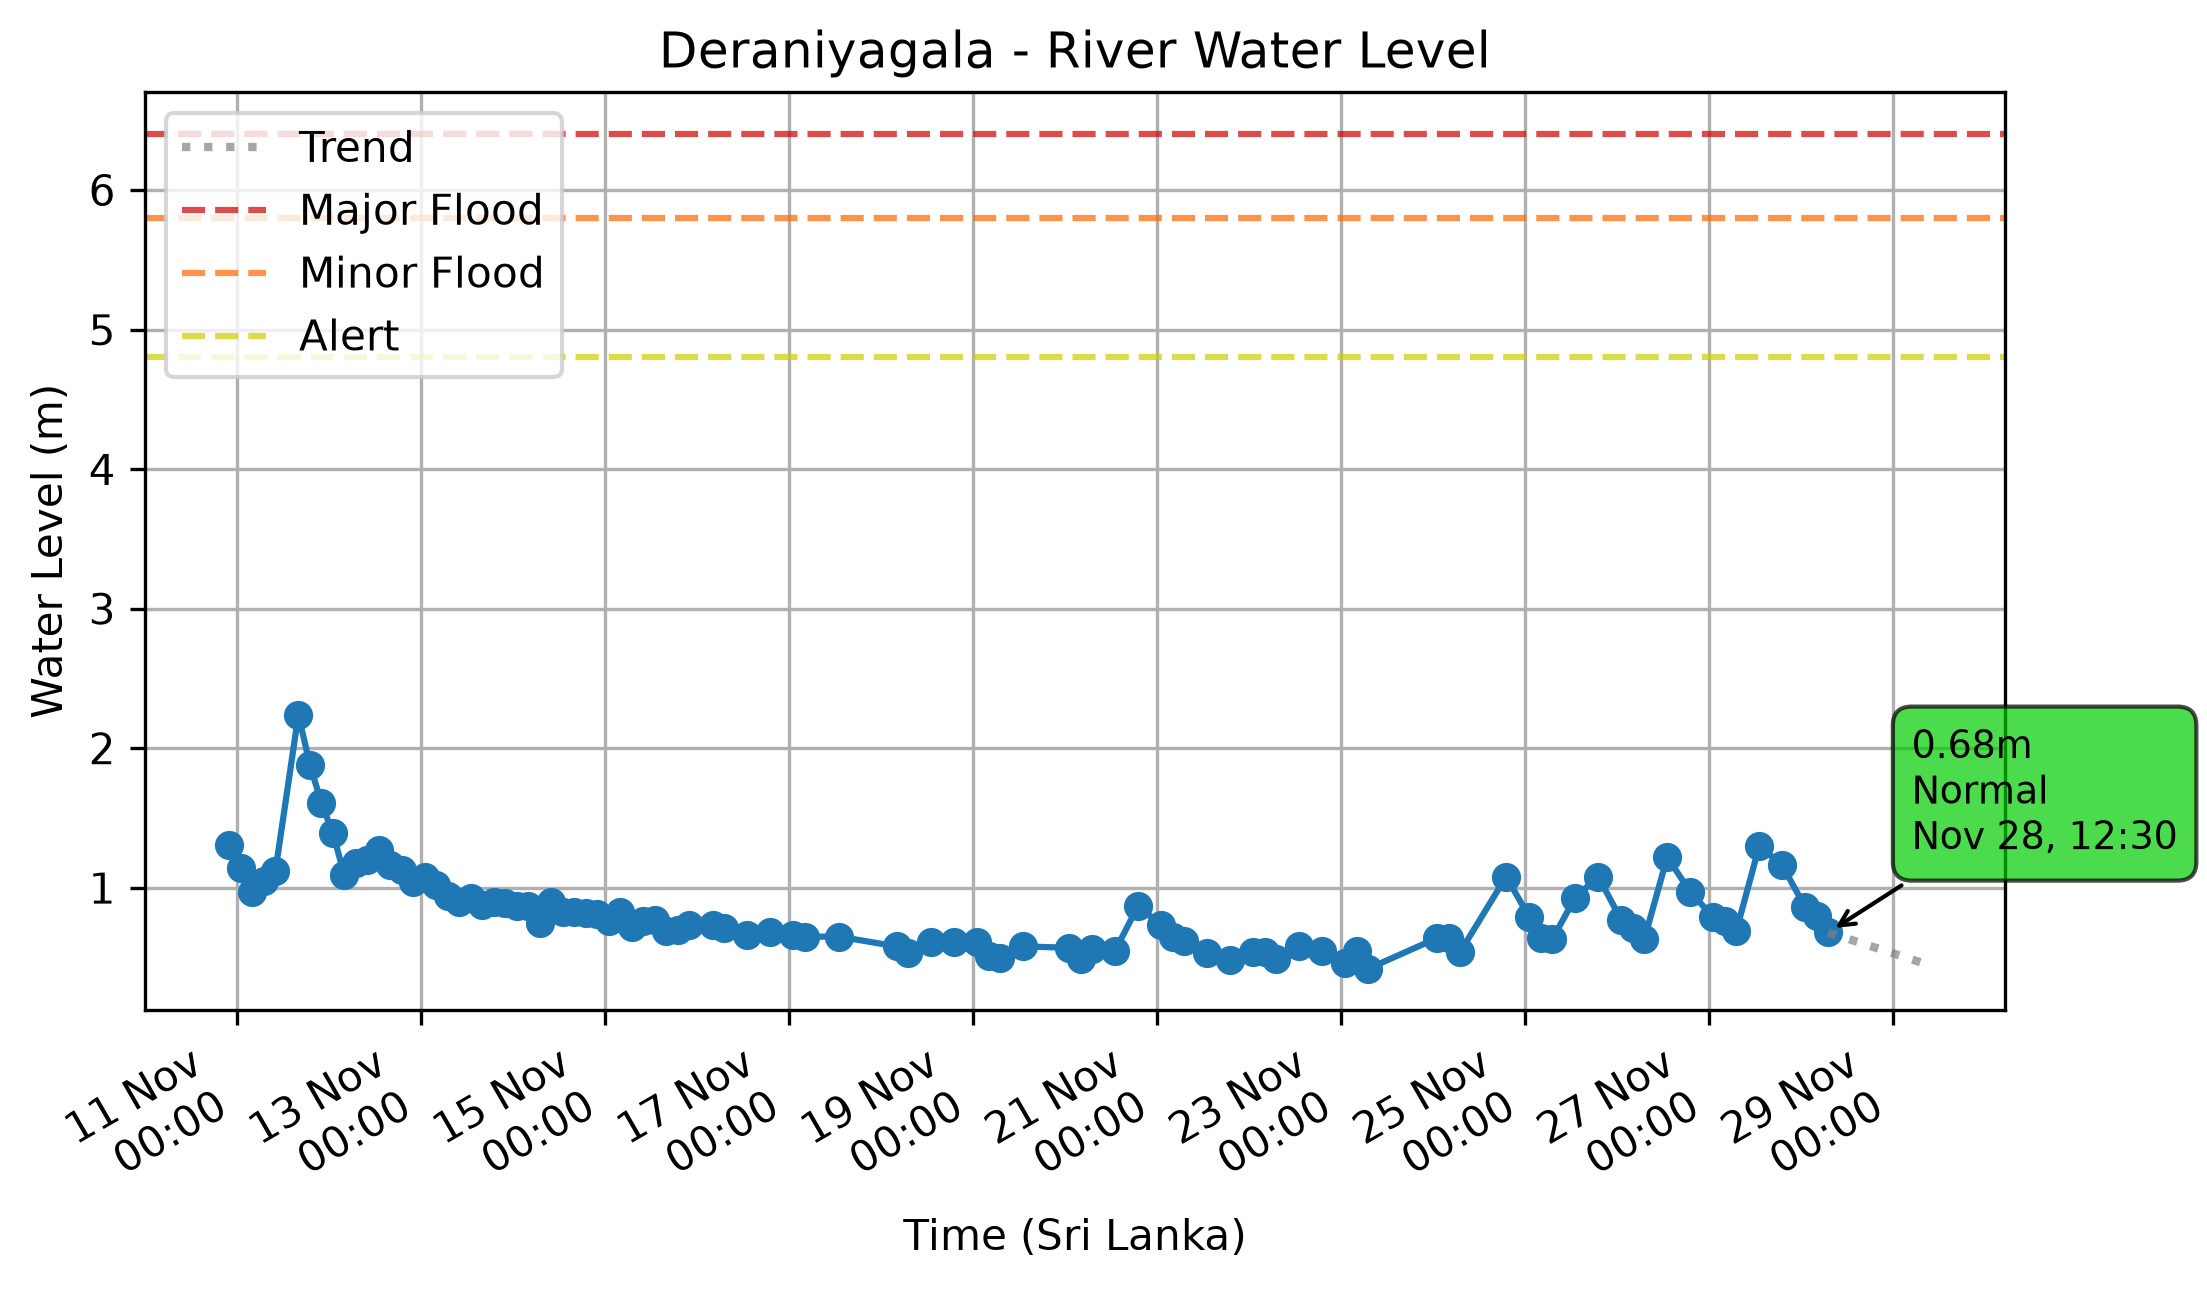 Deraniyagala - River Water Level
Trend
Major Flood
Minor Flood
Alert
Water Level (m)
6
5
4
3
2
1
0.68m
Normal
Nov 28, 12:30
11 Nov
00:00
13 Nov
00:00
15 Nov
00:00
17 Nov
00:00
19 Nov
00:00
21 Nov
00:00
23 Nov
00:00
25 Nov
00:00
27 Nov
00:00
29 Nov
00:00
Time (Sri Lanka)